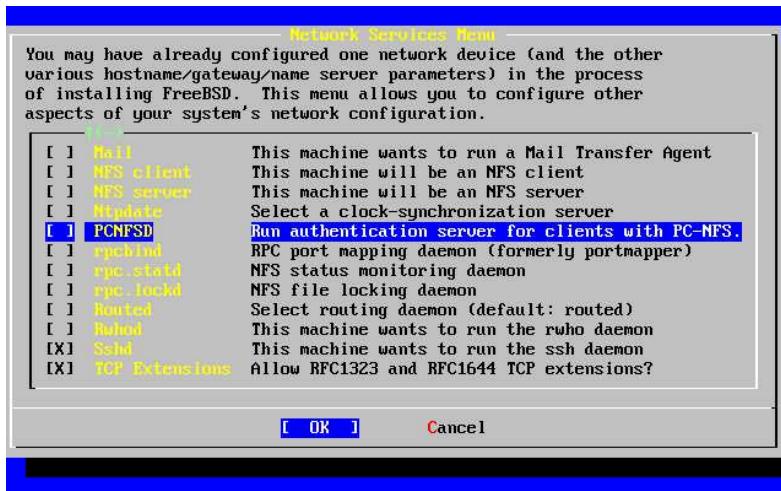 Network Services Menu
You may have already configured one network device (and the other
various hostname/gateway/name server parameters) in the process
of installing FreeBSD.  This menu allows you to configure other
aspects of your system's network configuration.
^(-)
[ ] Mail This machine wants to run a Mail Transfer Agent
[ ] NFS client This machine will be an NFS client
[ ] NFS server This machine will be an NFS server
[ ] Ntpdate Select a clock-synchronization server
[ ] PCNFSD Run authentication server for clients with PC-NFS.
[ ] rpcbind RPC port mapping daemon (formerly portmapper)
[ ] rpc.statd NFS status monitoring daemon
[ ] rpc.lockd NFS file locking daemon
[ ] Routed Select routing daemon (default: routed)
[ ] Rwhod This machine wants to run the rwho daemon
[X] Sshd This machine wants to run the ssh daemon
[X] TCP Extensions Allow RFC1323 and RFC1644 TCP extensions?
[ OK ] Cancel